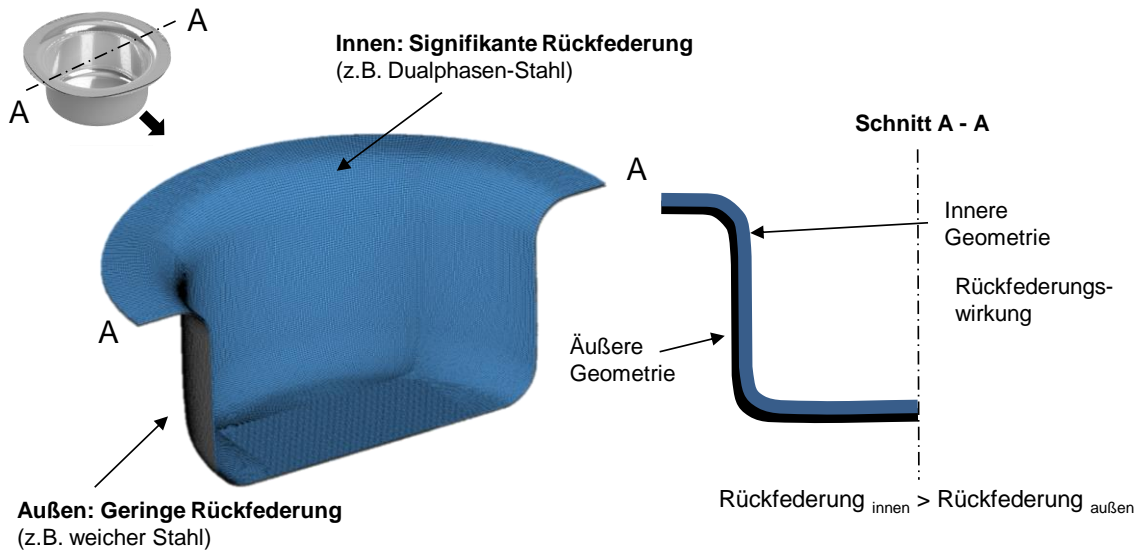 A
A
Innen: Signifikante Rückfederung
(z.B. Dualphasen-Stahl)
A
Außen: Geringe Rückfederung
(z.B. weicher Stahl)
Schnitt A - A
A
Innere
Geometrie
Rückfederungs-
wirkung
Äußere
Geometrie
Rückfederung innen > Rückfederung außen